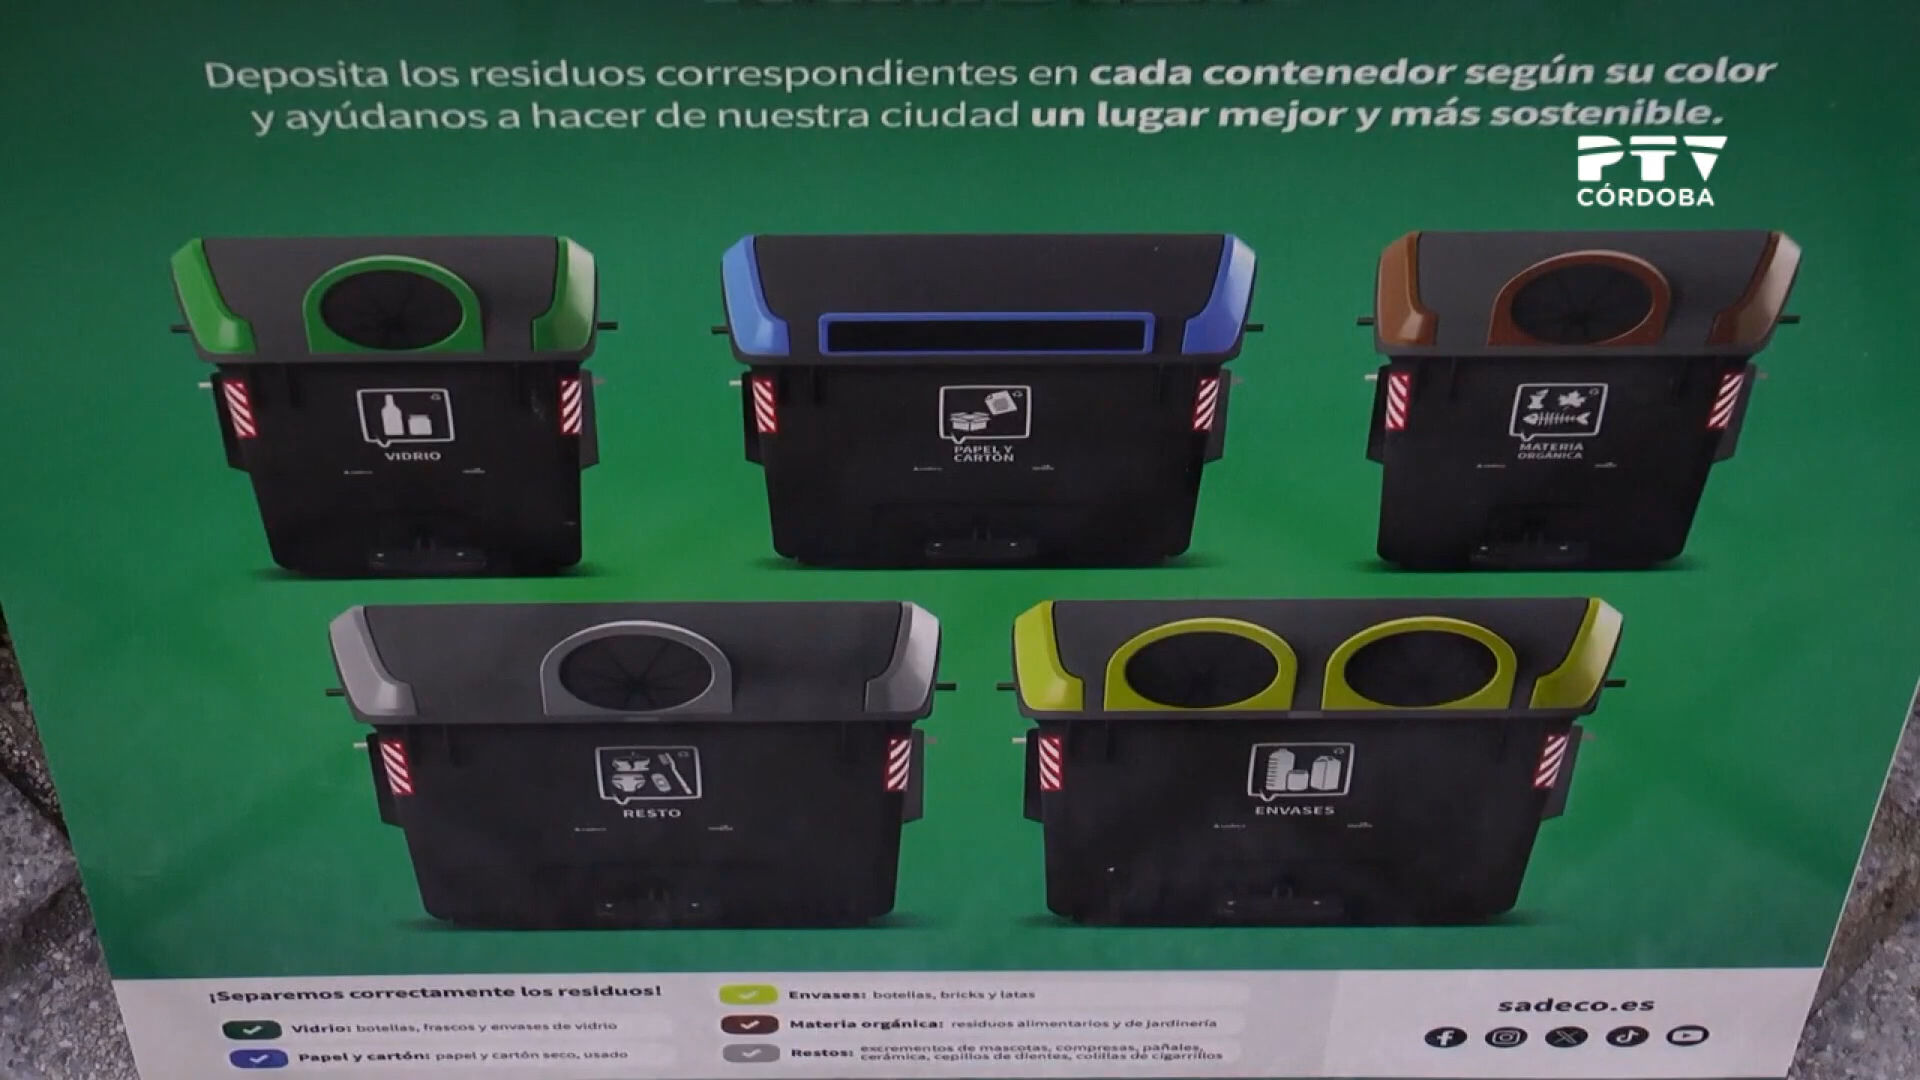 Deposita los residuos correspondientes en cada contenedor según su color
y ayúdanos a hacer de nuestra ciudad un lugar mejor y más sostenible.
PTV
CÓRDOBA
VIDRIO
PAPEL Y
CARTÓN
MATERIA
ORGÁNICA
RESTO
ENVASES
¡Separemos correctamente los residuos!
Vidrio: botellas, frascos y envases de vidrio
Papel y cartón: papel y cartón seco, usado
Envases: botellas, bricks y latas
Materia orgánica: residuos alimentarios y de jardinería
Restos: excrementos de mascotas, compresas, pañales,
cerámica, cepillos de dientes, colillas de cigarrillos
sadeco.es